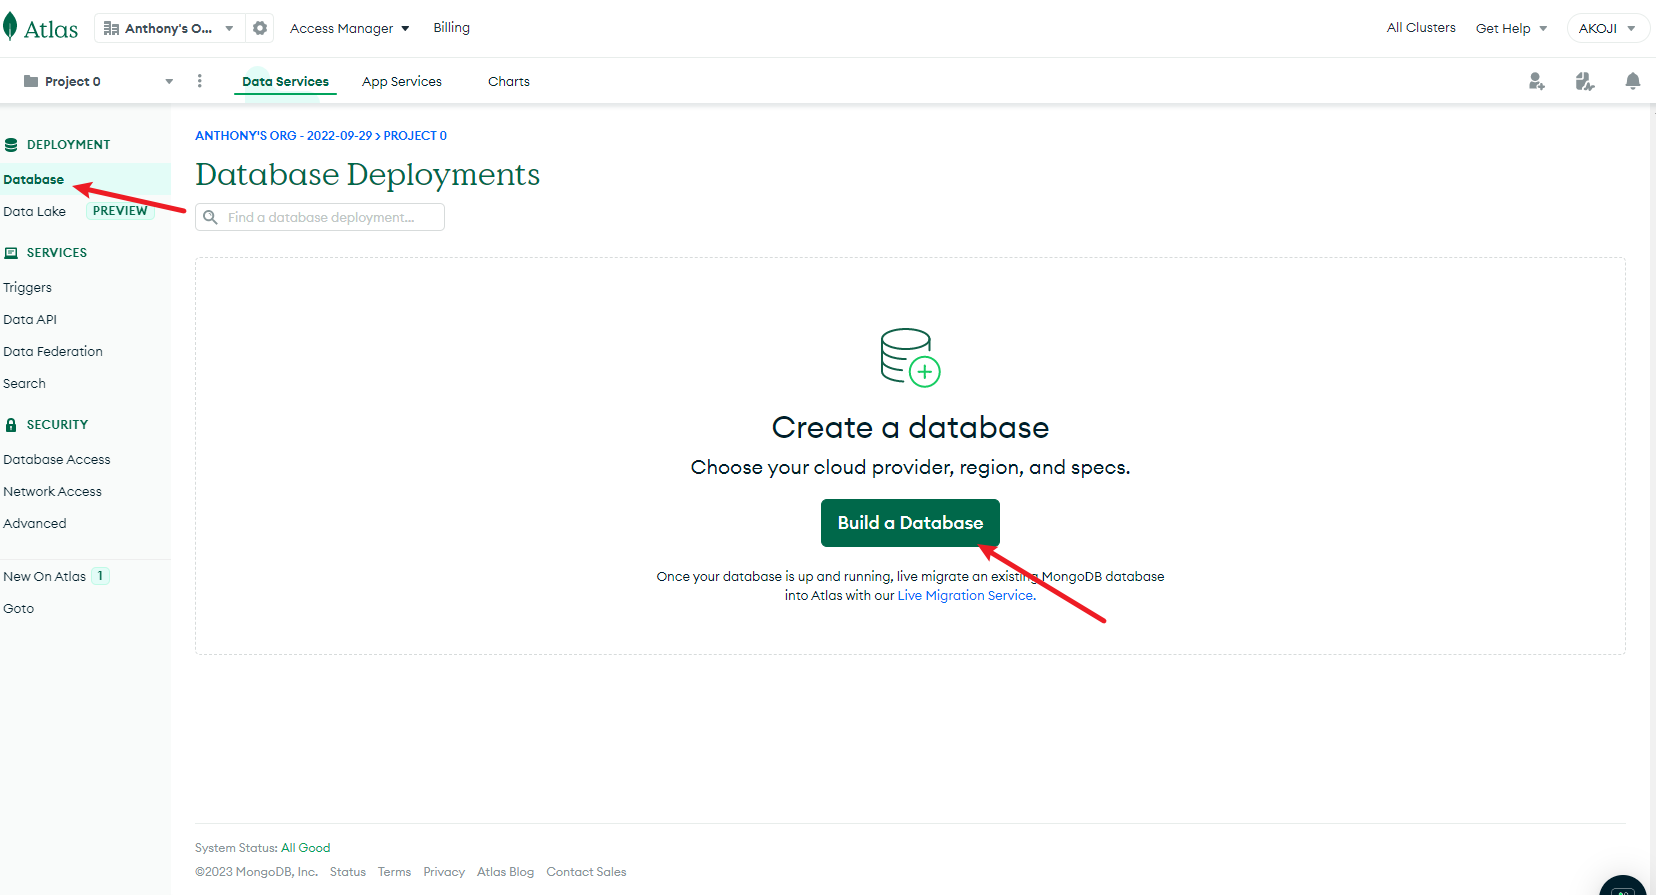 Atlas
Anthony's O...
Access Manager
Billing
All Clusters
Get Help
AKOJI
Project 0
Data Services
App Services
Charts
DEPLOYMENT
Database
Data Lake
PREVIEW
SERVICES
Triggers
Data API
Data Federation
Search
SECURITY
Database Access
Network Access
Advanced
New On Atlas 1
Goto
ANTHONY'S ORG - 2022-09-29 > PROJECT 0
Database Deployments
Find a database deployment...
Create a database
Choose your cloud provider, region, and specs.
Build a Database
Once your database is up and running, live migrate an existing MongoDB database
into Atlas with our Live Migration Service.
System Status: All Good
©2023 MongoDB, Inc. Status Terms Privacy Atlas Blog Contact Sales